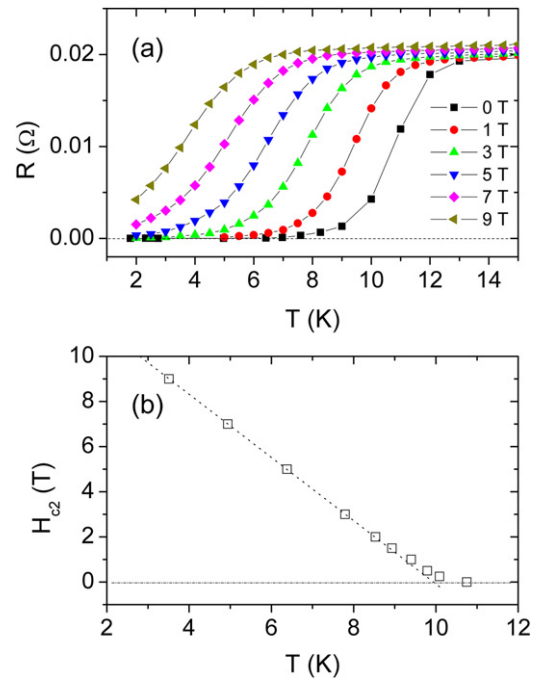 (a)
0.02
0.01
0.00
R (Ω)
0 T
1 T
3 T
5 T
7 T
9 T
2 4 6 8 10 12 14
T (K)
(b)
10
8
6
4
2
0
H_c2 (T)
2 4 6 8 10 12
T (K)